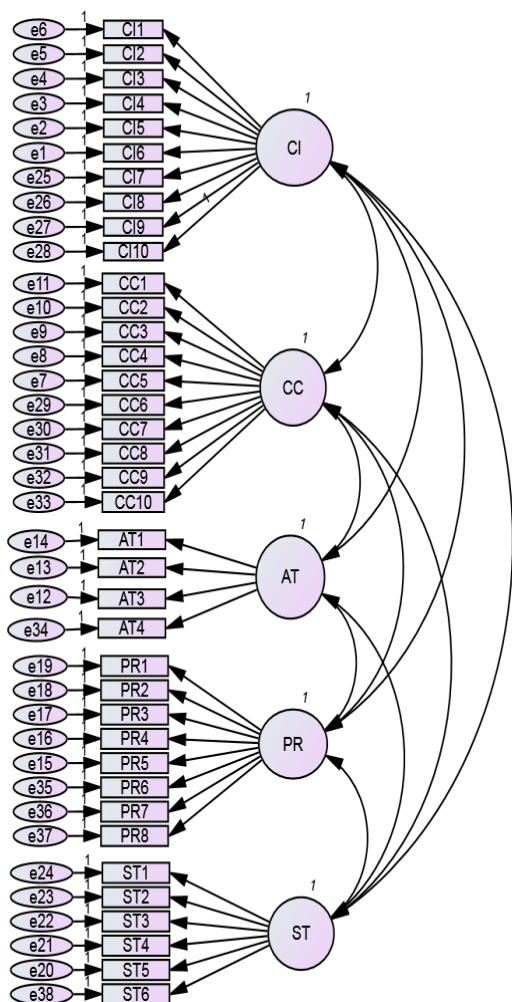 1
e6 1 CI1
e5 1 CI2
e4 1 CI3
e3 1 CI4
e2 1 CI5
e1 1 CI6
e25 1 CI7
e26 1 CI8
e27 1 CI9
e28 1 CI10
1
CI
e11 1 CC1
e10 1 CC2
e9 1 CC3
e8 1 CC4
e7 1 CC5
e29 1 CC6
e30 1 CC7
e31 1 CC8
e32 1 CC9
e33 1 CC10
1
CC
e14 1 AT1
e13 1 AT2
e12 1 AT3
e34 1 AT4
1
AT
e19 1 PR1
e18 1 PR2
e17 1 PR3
e16 1 PR4
e15 1 PR5
e35 1 PR6
e36 1 PR7
e37 1 PR8
1
PR
e24 1 ST1
e23 1 ST2
e22 1 ST3
e21 1 ST4
e20 1 ST5
e38 1 ST6
1
ST